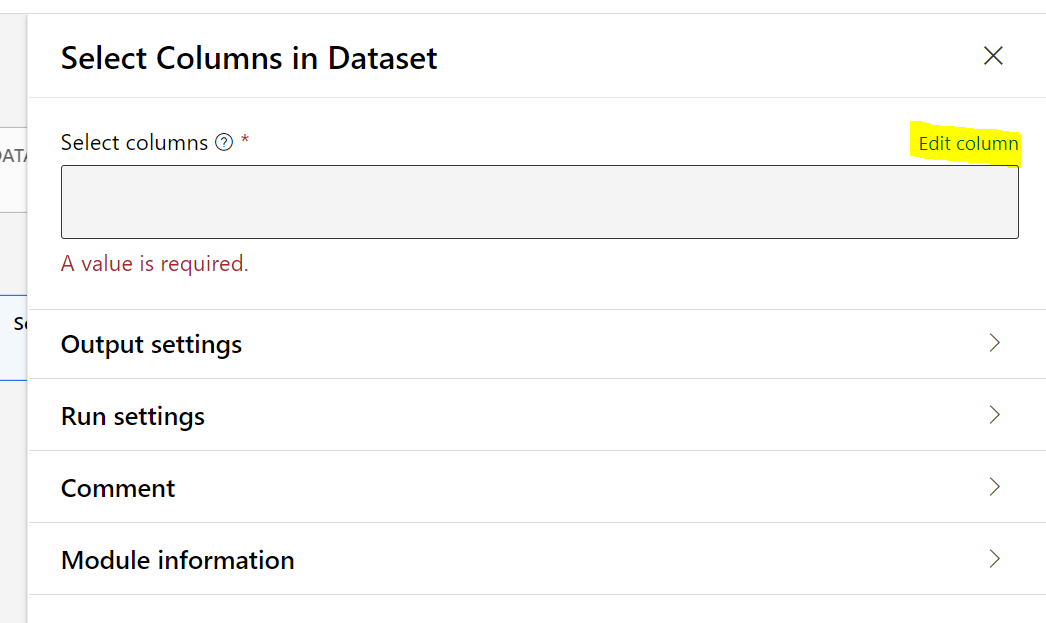 Select Columns in Dataset
Select columns ? *
Edit column
A value is required.
Output settings
Run settings
Comment
Module information